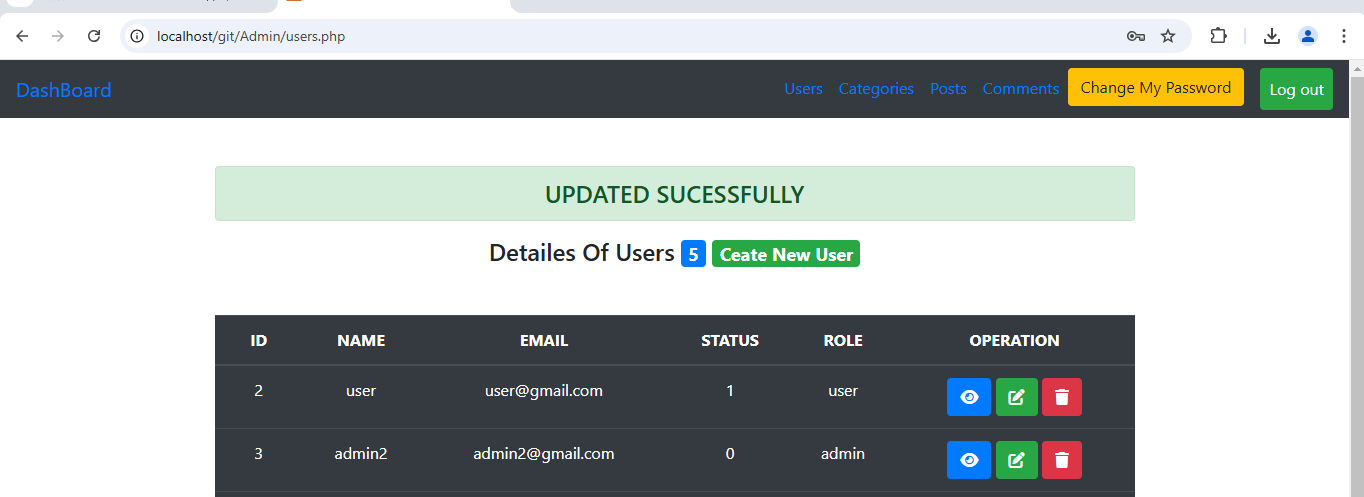 localhost/git/Admin/users.php
DashBoard Users Categories Posts Comments Change My Password Log out
UPDATED SUCESSFULLY
Detailes Of Users 5 Ceate New User
ID NAME EMAIL STATUS ROLE OPERATION
2 user user@gmail.com 1 user
3 admin2 admin2@gmail.com 0 admin